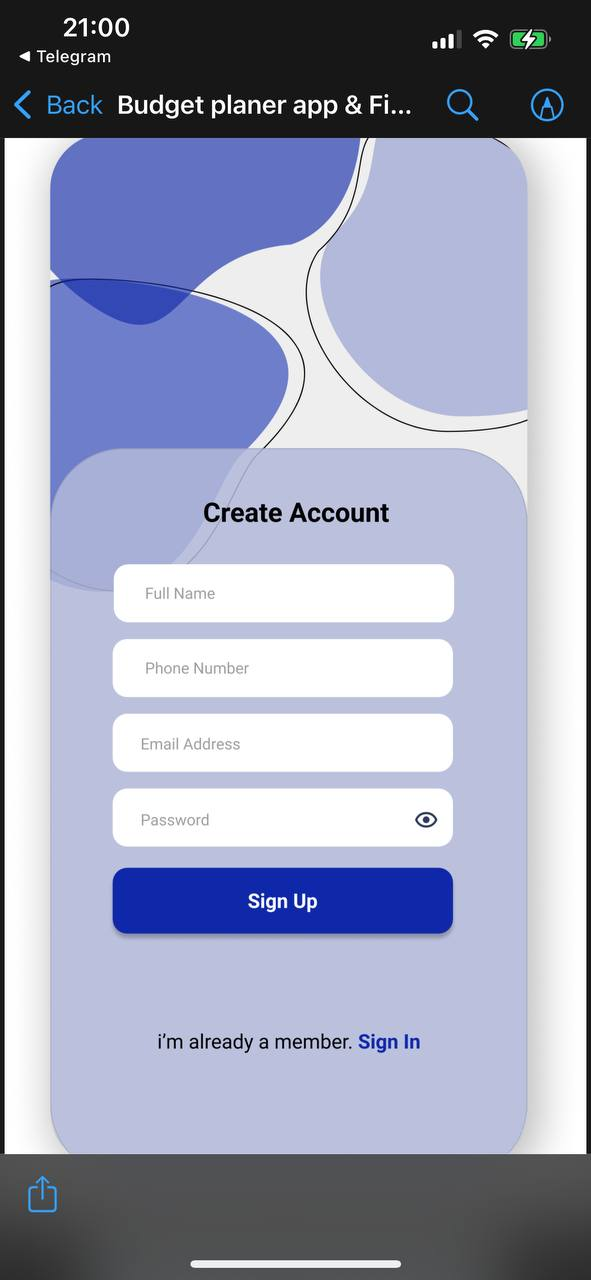 21:00
Telegram
Back Budget planer app & Fi...
Create Account
Full Name
Phone Number
Email Address
Password
Sign Up
i'm already a member. Sign In